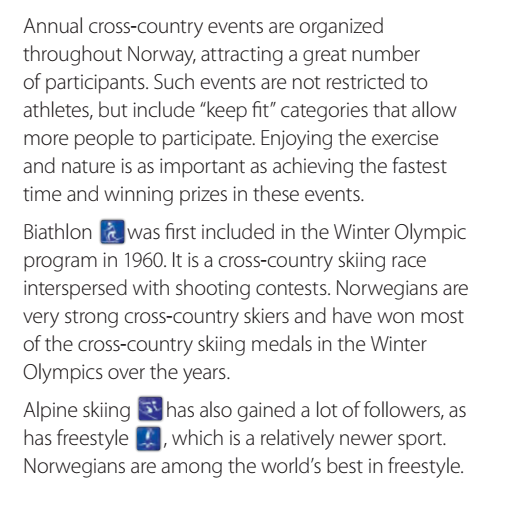 Annual cross-country events are organized
throughout Norway, attracting a great number
of participants. Such events are not restricted to
athletes, but include “keep fit” categories that allow
more people to participate. Enjoying the exercise
and nature is as important as achieving the fastest
time and winning prizes in these events.
Biathlon was first included in the Winter Olympic
program in 1960. It is a cross-country skiing race
interspersed with shooting contests. Norwegians are
very strong cross-country skiers and have won most
of the cross-country skiing medals in the Winter
Olympics over the years.
Alpine skiing has also gained a lot of followers, as
has freestyle , which is a relatively newer sport.
Norwegians are among the world’s best in freestyle.